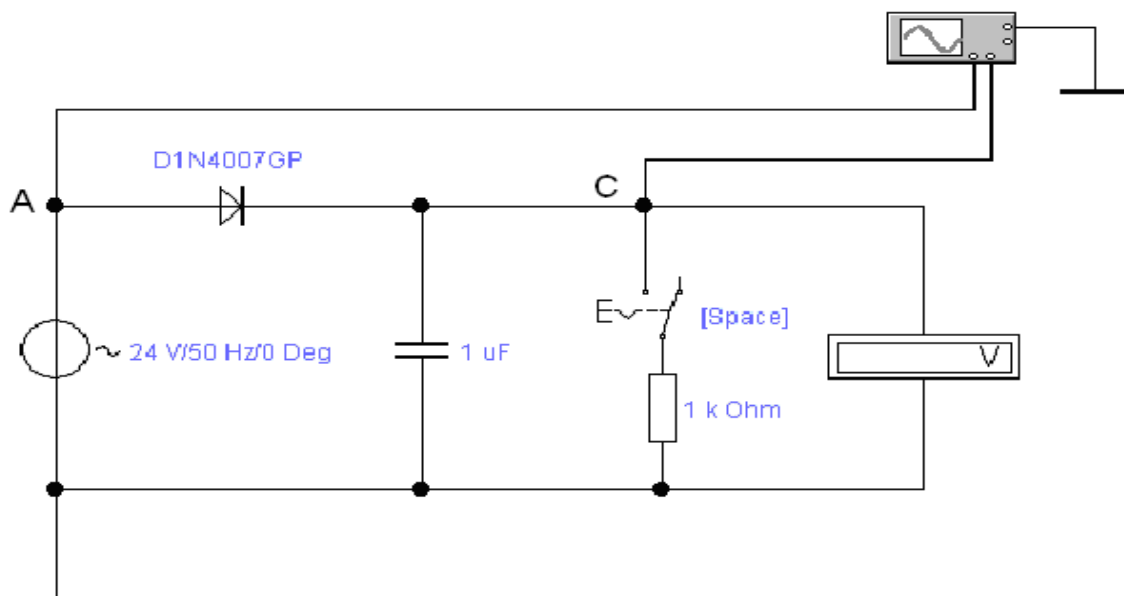 D1N4007GP
A
C
E
[Space]
24 V/50 Hz/0 Deg
1 uF
V
1 k Ohm